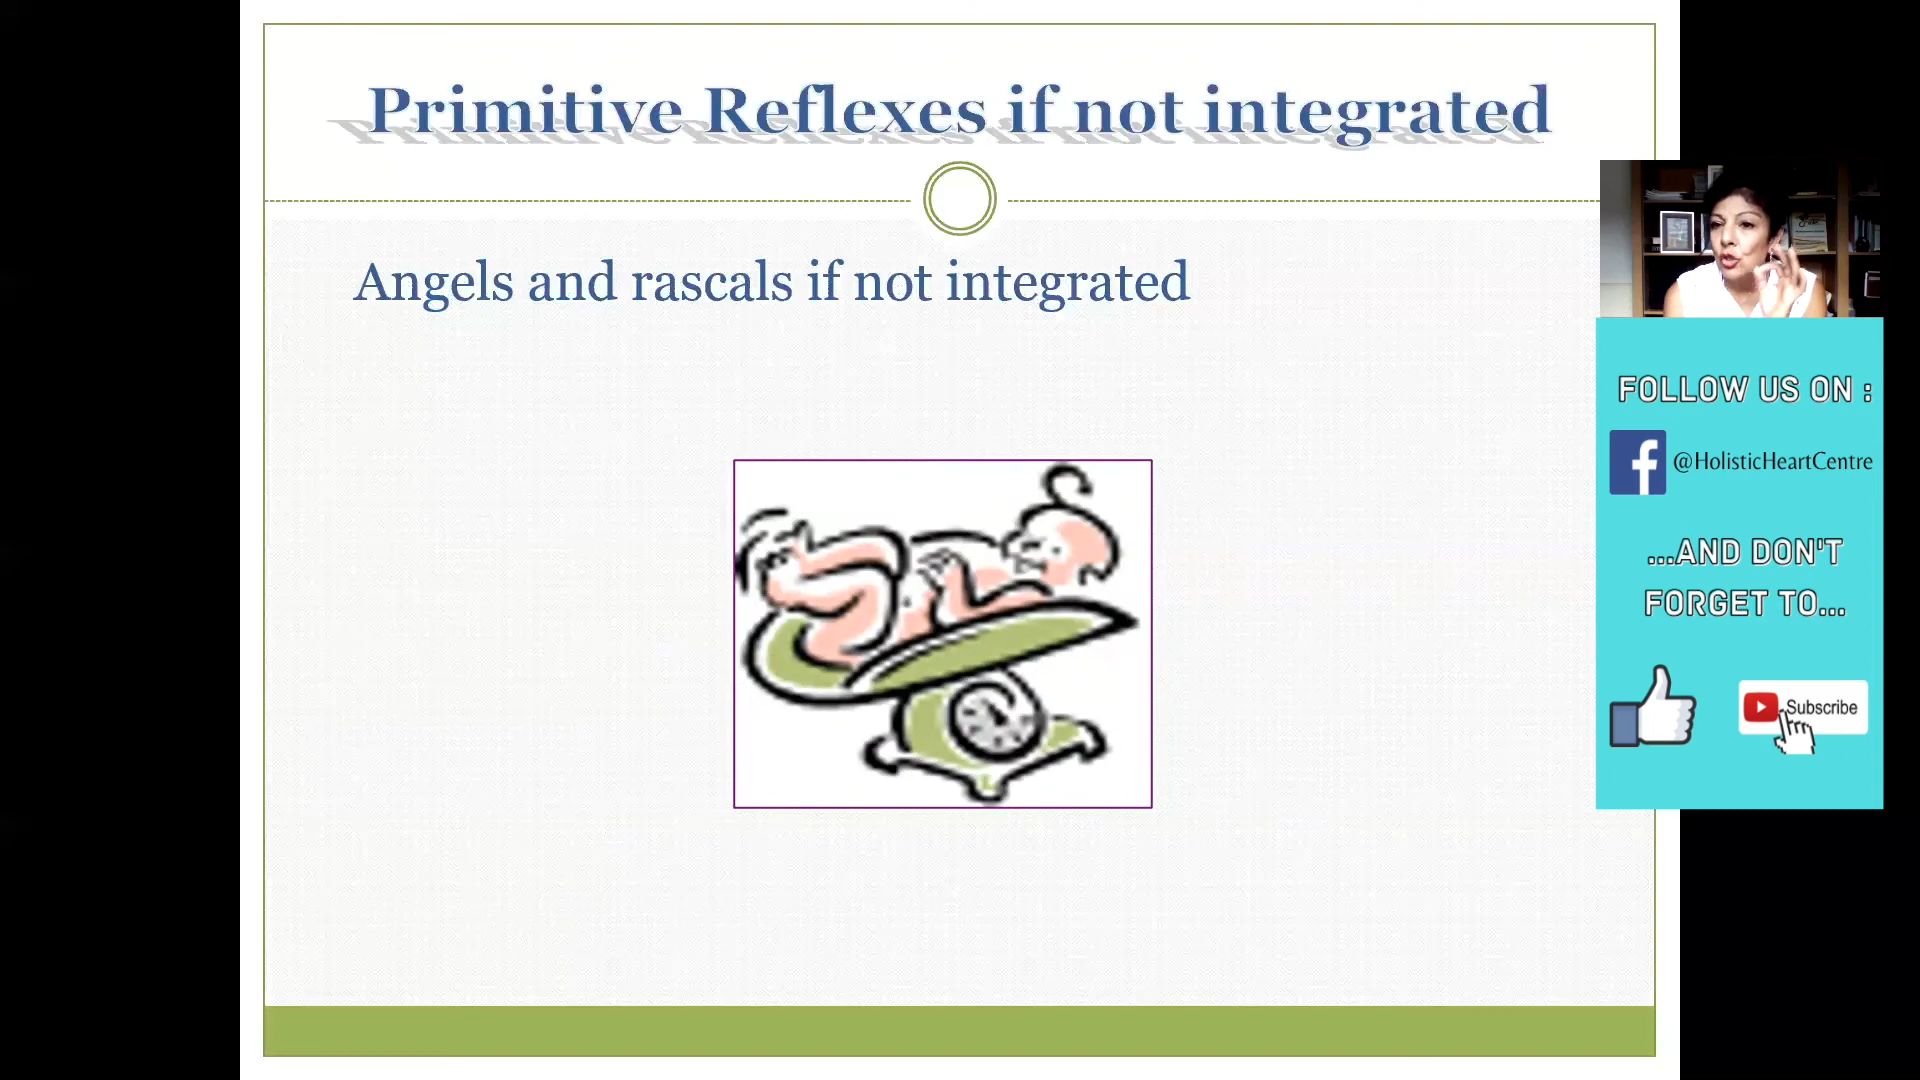 Primitive Reflexes if not integrated
Angels and rascals if not integrated
FOLLOW US ON :
@HolisticHeartCentre
...AND DON'T
FORGET TO...
Subscribe